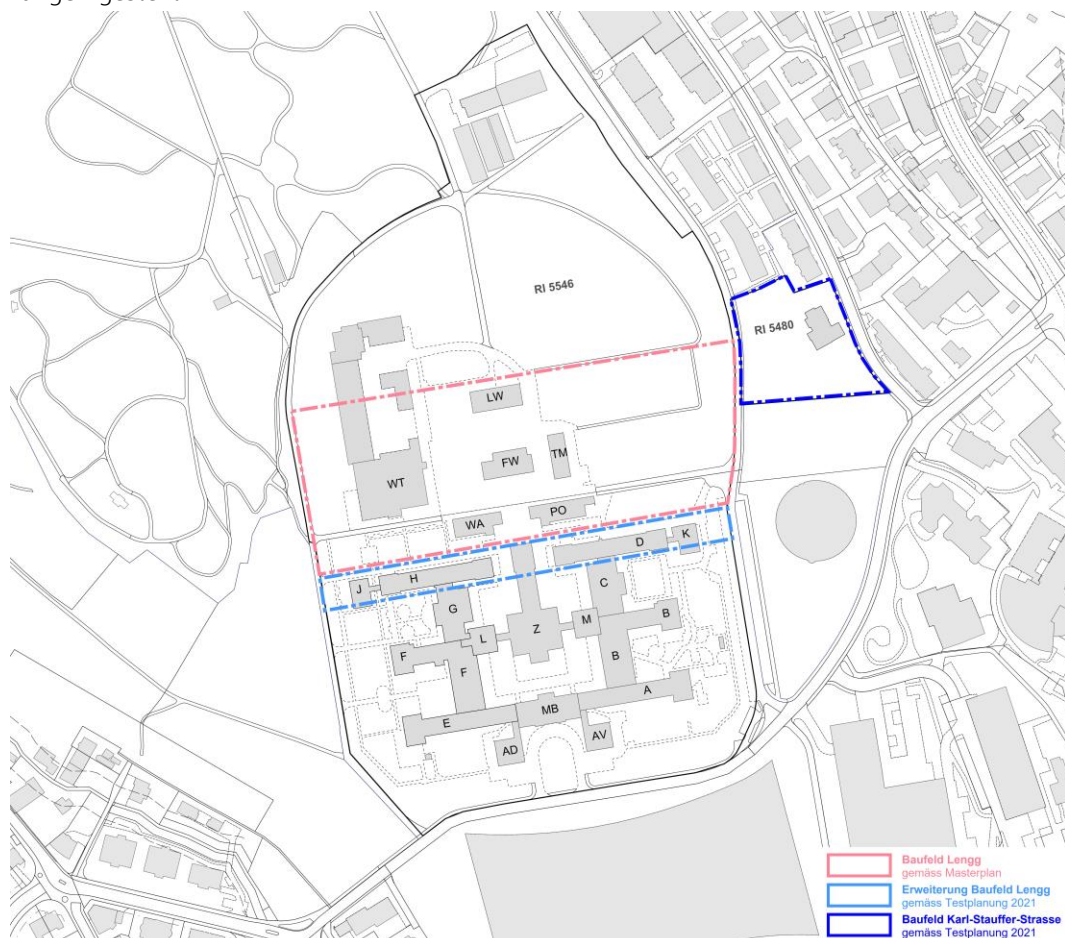 RI 5546
RI 5480
LW
FW
TM
WT
WA
PO
D
K
H
J
C
G
M
B
Z
L
F
F
B
A
MB
E
AV
AD
Baufeld Lengg
gemäss Masterplan
Erweiterung Baufeld Lengg
gemäss Testplanung 2021
Baufeld Karl-Stauffer-Strasse
gemäss Testplanung 2021